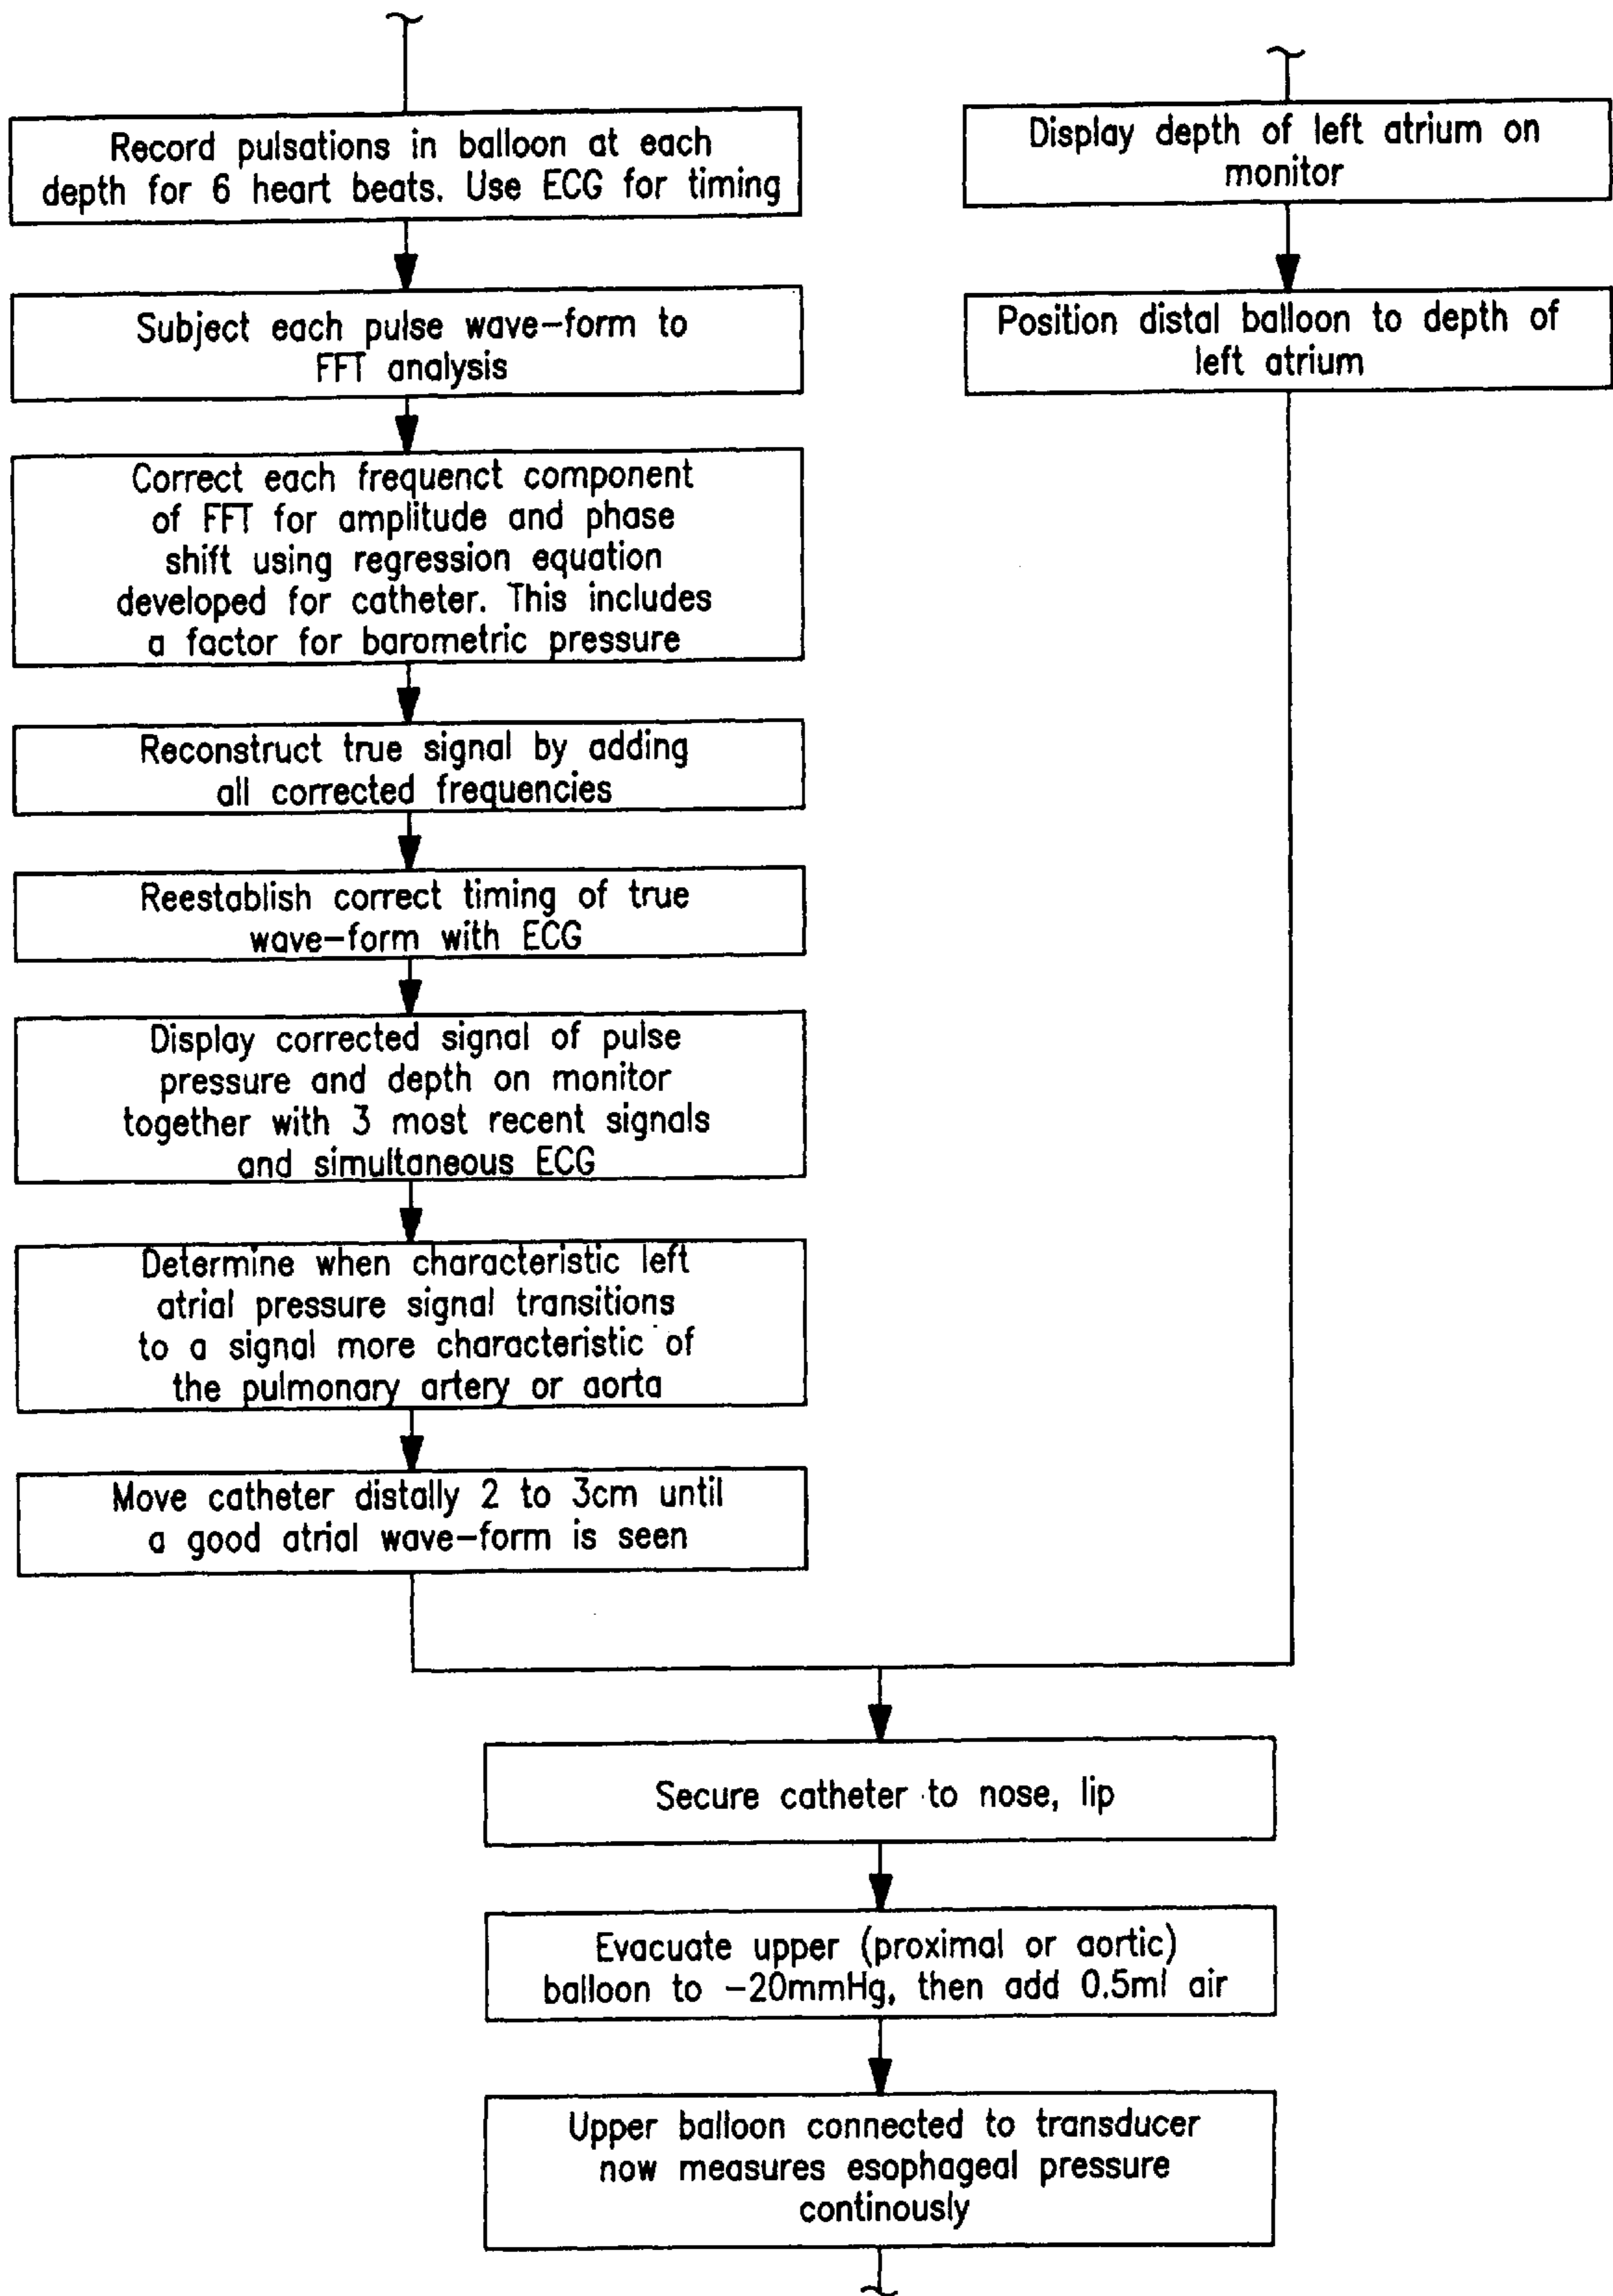 Record pulsations in balloon at each
depth for 6 heart beats. Use ECG for timing
Subject each pulse wave-form to
FFT analysis
Correct each frequenct component
of FFT for amplitude and phase
shift using regression equation
developed for catheter. This includes
a factor for barometric pressure
Reconstruct true signal by adding
all corrected frequencies
Reestablish correct timing of true
wave-form with ECG
Display corrected signal of pulse
pressure and depth on monitor
together with 3 most recent signals
and simultaneous ECG
Determine when characteristic left
atrial pressure signal transitions
to a signal more characteristic of
the pulmonary artery or aorta
Move catheter distally 2 to 3cm until
a good atrial wave-form is seen
Display depth of left atrium on
monitor
Position distal balloon to depth of
left atrium
Secure catheter to nose, lip
Evacuate upper (proximal or aortic)
balloon to -20mmHg, then add 0.5ml air
Upper balloon connected to transducer
now measures esophageal pressure
continously